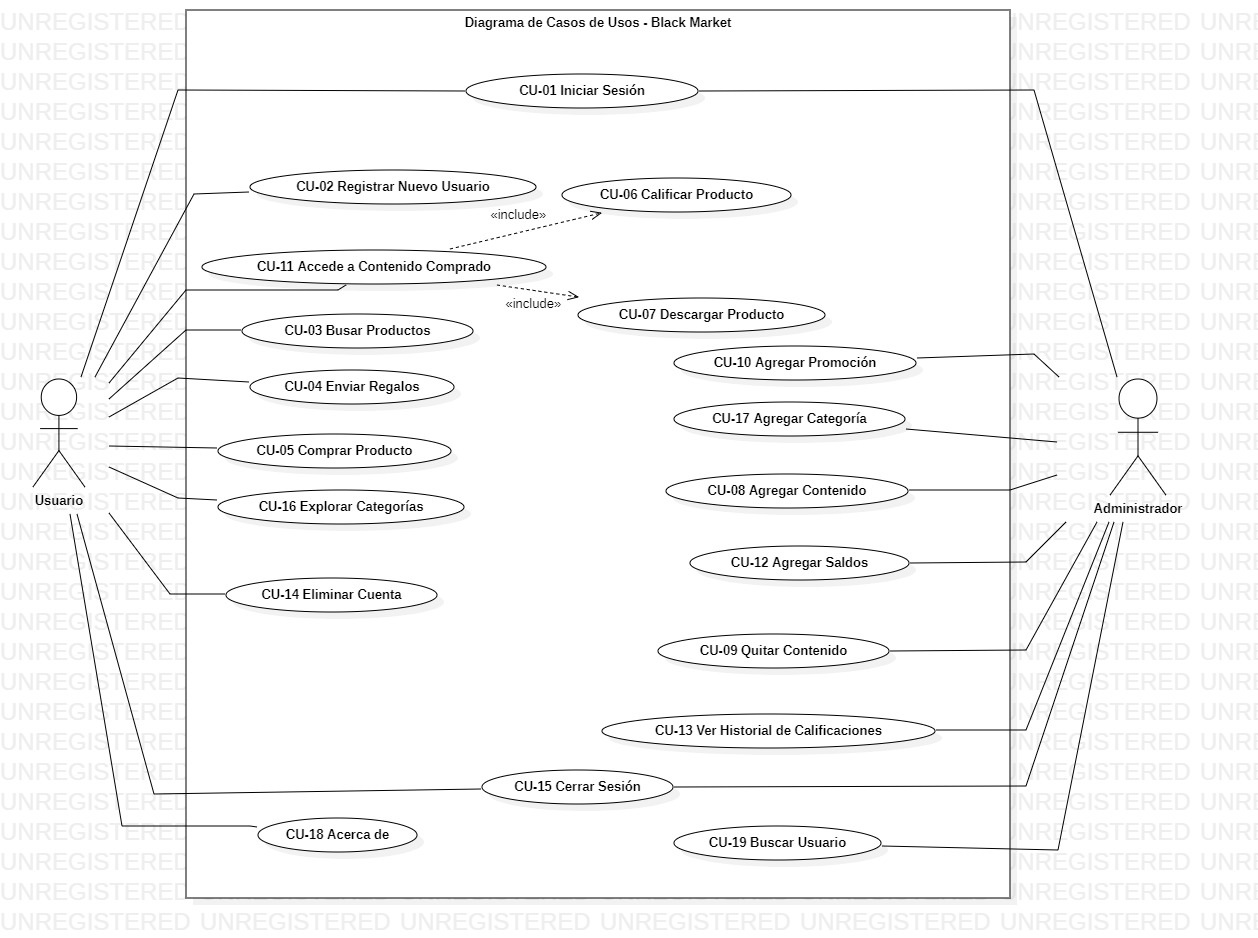 Diagrama de Casos de Usos - Black Market
CU-01 Iniciar Sesión
CU-02 Registrar Nuevo Usuario
CU-06 Calificar Producto
«include»
CU-11 Accede a Contenido Comprado
«include»
CU-07 Descargar Producto
CU-03 Busar Productos
CU-10 Agregar Promoción
CU-04 Enviar Regalos
CU-17 Agregar Categoría
CU-05 Comprar Producto
CU-08 Agregar Contenido
Usuario
CU-16 Explorar Categorías
Administrador
CU-12 Agregar Saldos
CU-14 Eliminar Cuenta
CU-09 Quitar Contenido
CU-13 Ver Historial de Calificaciones
CU-15 Cerrar Sesión
CU-18 Acerca de
CU-19 Buscar Usuario
UNREGISTERED UNREGISTERED UNREGISTERED UNREGISTERED UNREGISTERED UNREGISTERED